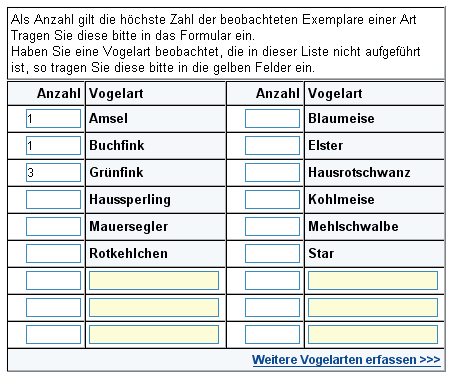 Als Anzahl gilt die höchste Zahl der beobachteten Exemplare einer Art
Tragen Sie diese bitte in das Formular ein.
Haben Sie eine Vogelart beobachtet, die in dieser Liste nicht aufgeführt
ist, so tragen Sie diese bitte in die gelben Felder ein.
Anzahl Vogelart Anzahl Vogelart
1 Amsel Blaumeise
1 Buchfink Elster
3 Grünfink Hausrotschwanz
Haussperling Kohlmeise
Mauersegler Mehlschwalbe
Rotkehlchen Star
Weitere Vogelarten erfassen >>>